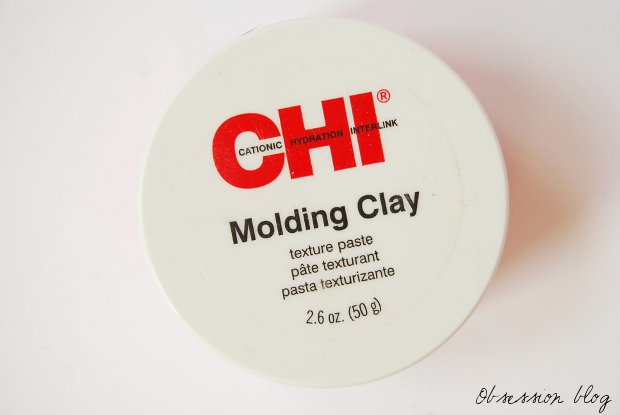 CHI®
CATIONIC HYDRATION INTERLINK
Molding Clay
texture paste
pâte texturant
pasta texturizante
2.6 oz. (50 g)
Obsession blog